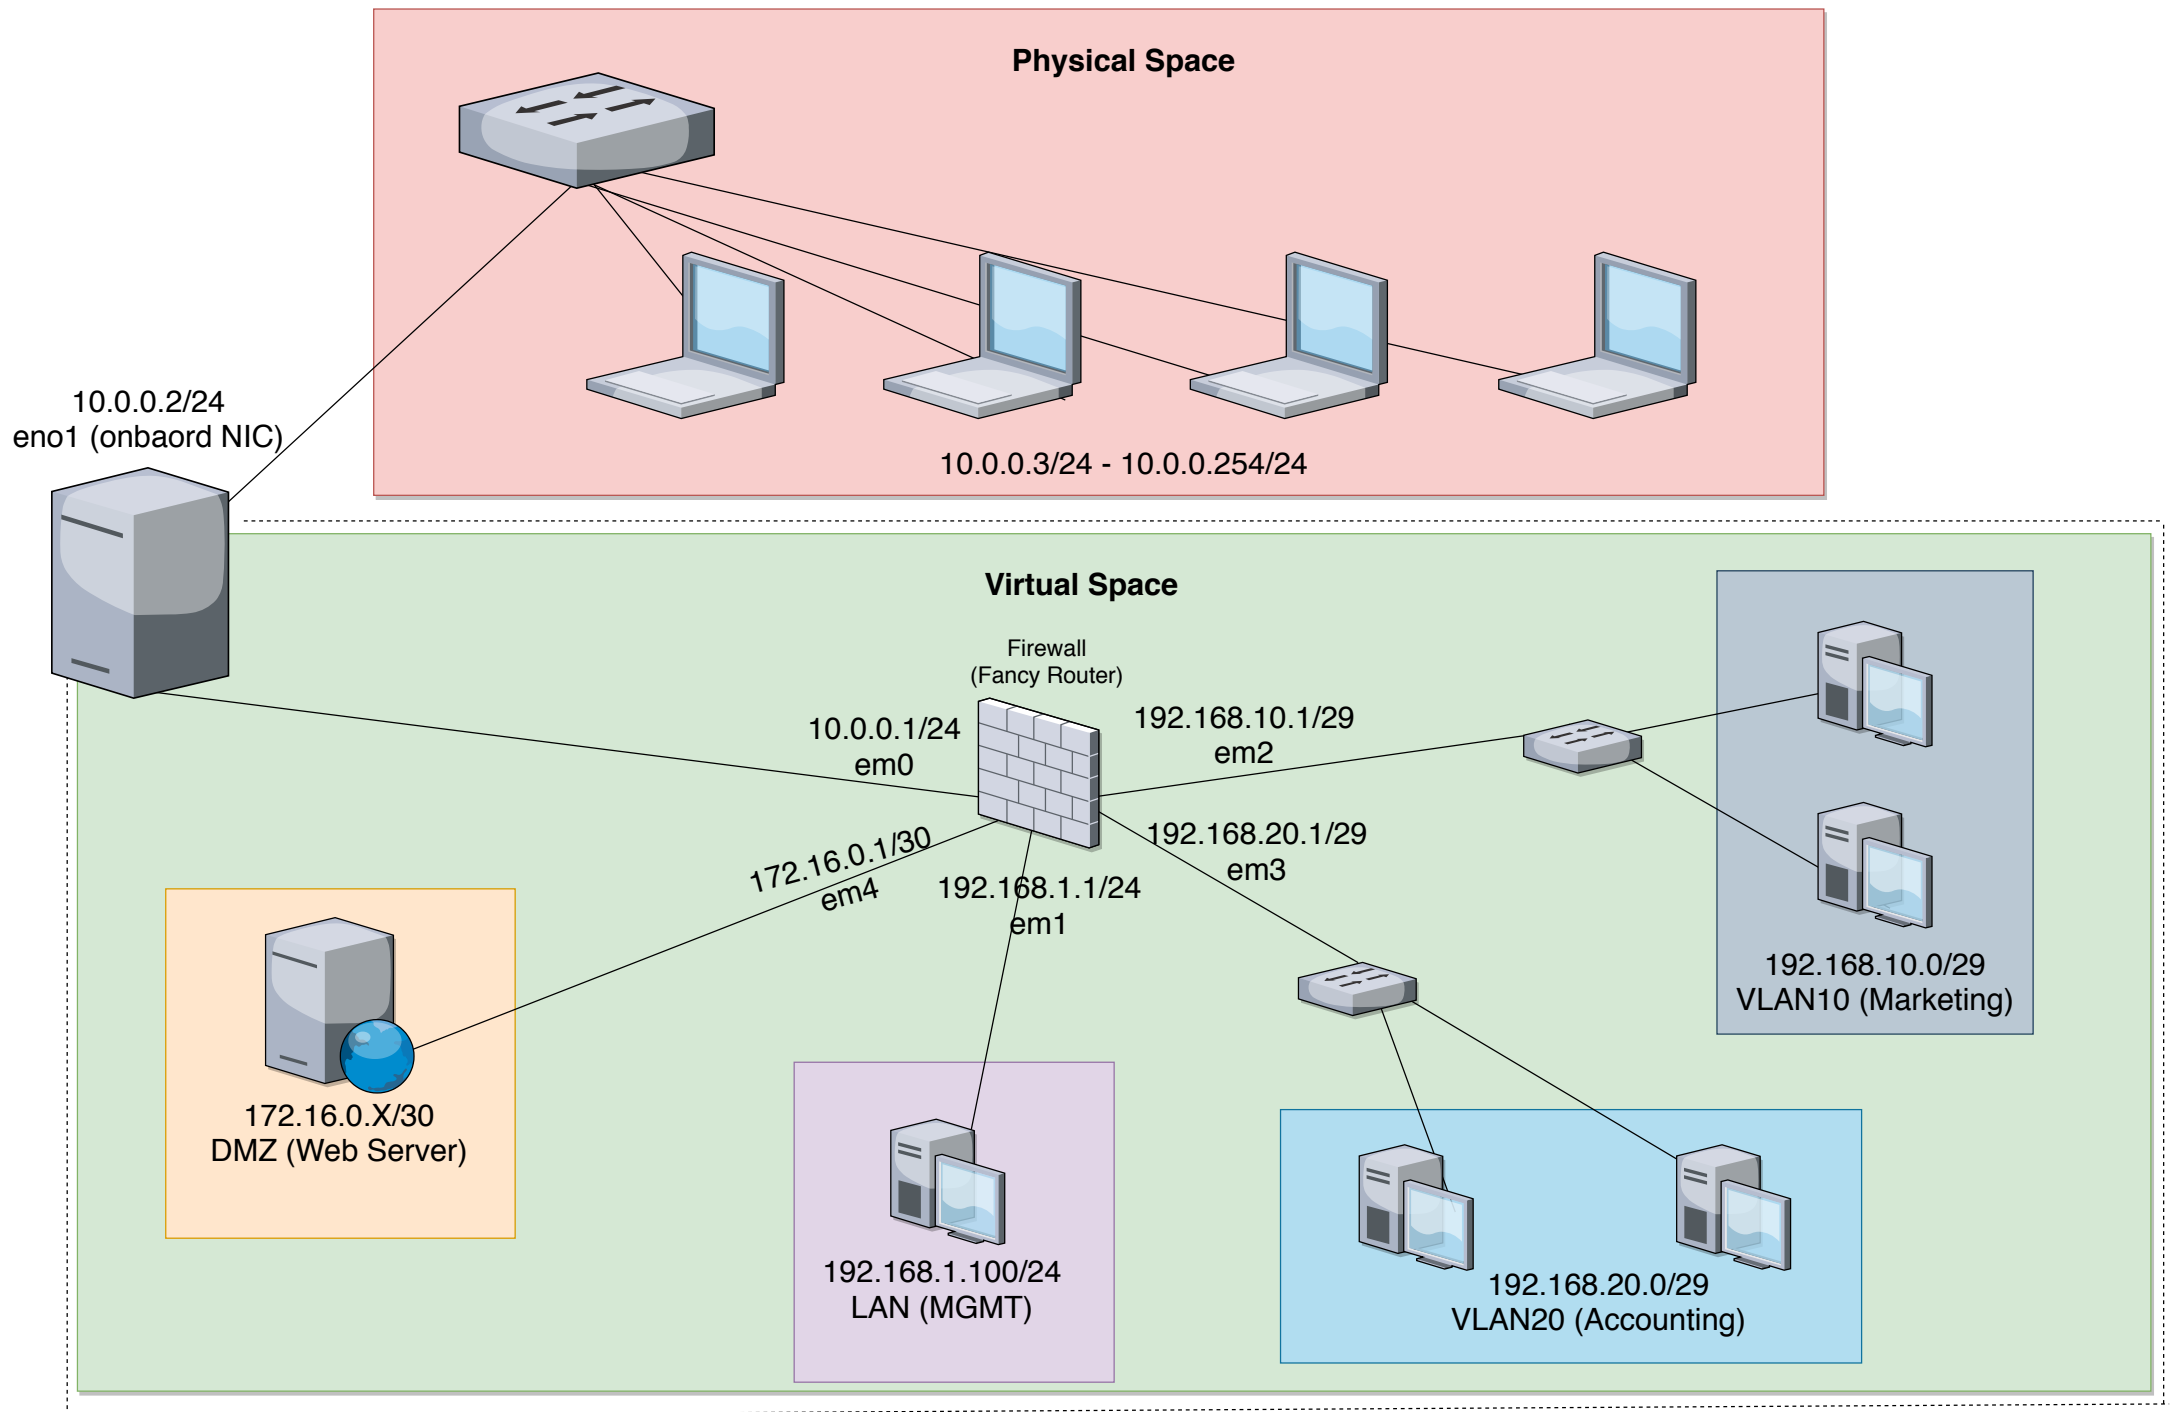 Physical Space
10.0.0.2/24
eno1 (onbaord NIC)
10.0.0.3/24 - 10.0.0.254/24
Virtual Space
Firewall
(Fancy Router)
10.0.0.1/24
em0
192.168.10.1/29
em2
172.16.0.1/30
em4
192.168.1.1/24
em1
192.168.20.1/29
em3
192.168.10.0/29
VLAN10 (Marketing)
172.16.0.X/30
DMZ (Web Server)
192.168.1.100/24
LAN (MGMT)
192.168.20.0/29
VLAN20 (Accounting)